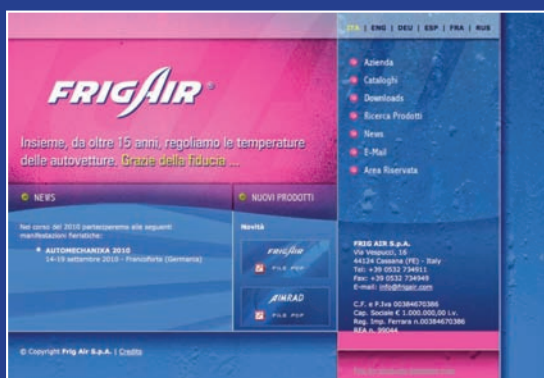 ITA | ENG | DEU | ESP | FRA | RUS
FRIGAIR®
Insieme, da oltre 15 anni, regoliamo le temperature
delle autovetture. Grazie della fiducia ...
Azienda
Cataloghi
Downloads
Ricerca Prodotti
News
E-Mail
Area Riservata
NEWS
Nel corso del 2010 parteciperemo alle seguenti
manifestazioni fieristiche:
AUTOMECHANIKA 2010
14-19 settembre 2010 - Francoforte (Germania)
NUOVI PRODOTTI
Novità
FRIGAIR
FILE PDF
AIMRAD
FILE PDF
FRIG AIR S.p.A.
Via Vespucci, 16
44124 Cassana (FE) - Italy
Tel: +39 0532 734911
Fax: +39 0532 734949
E-mail: info@frigair.com
C.F. e P.Iva 00384670386
Cap. Sociale € 1.000.000,00 i.v.
Reg. Imp. Ferrara n.00384670386
REA n. 99044
© Copyright Frig Air S.p.A. | Credits